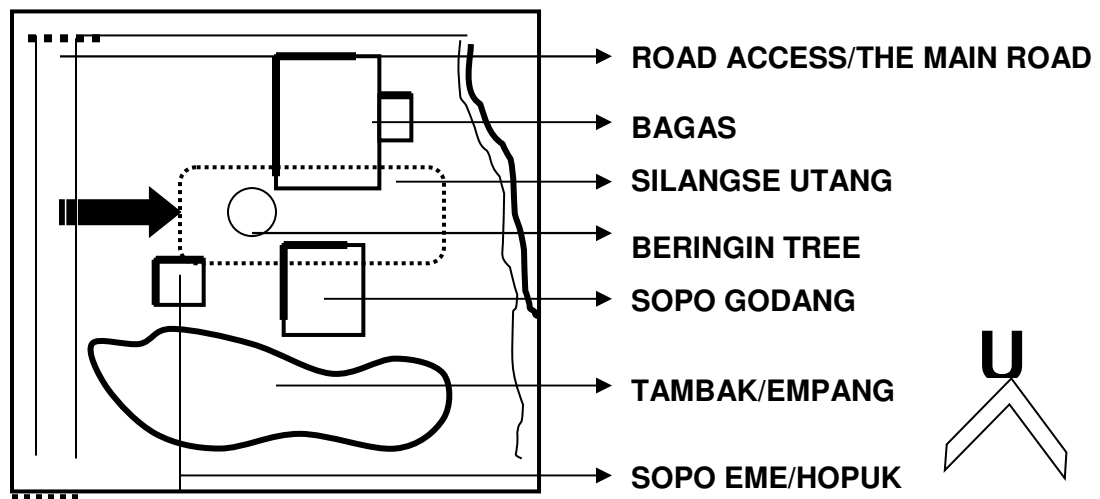 ROAD ACCESS/THE MAIN ROAD
BAGAS
SILANGSE UTANG
BERINGIN TREE
SOPO GODANG
U
TAMBAK/EMPANG
SOPO EME/HOPUK